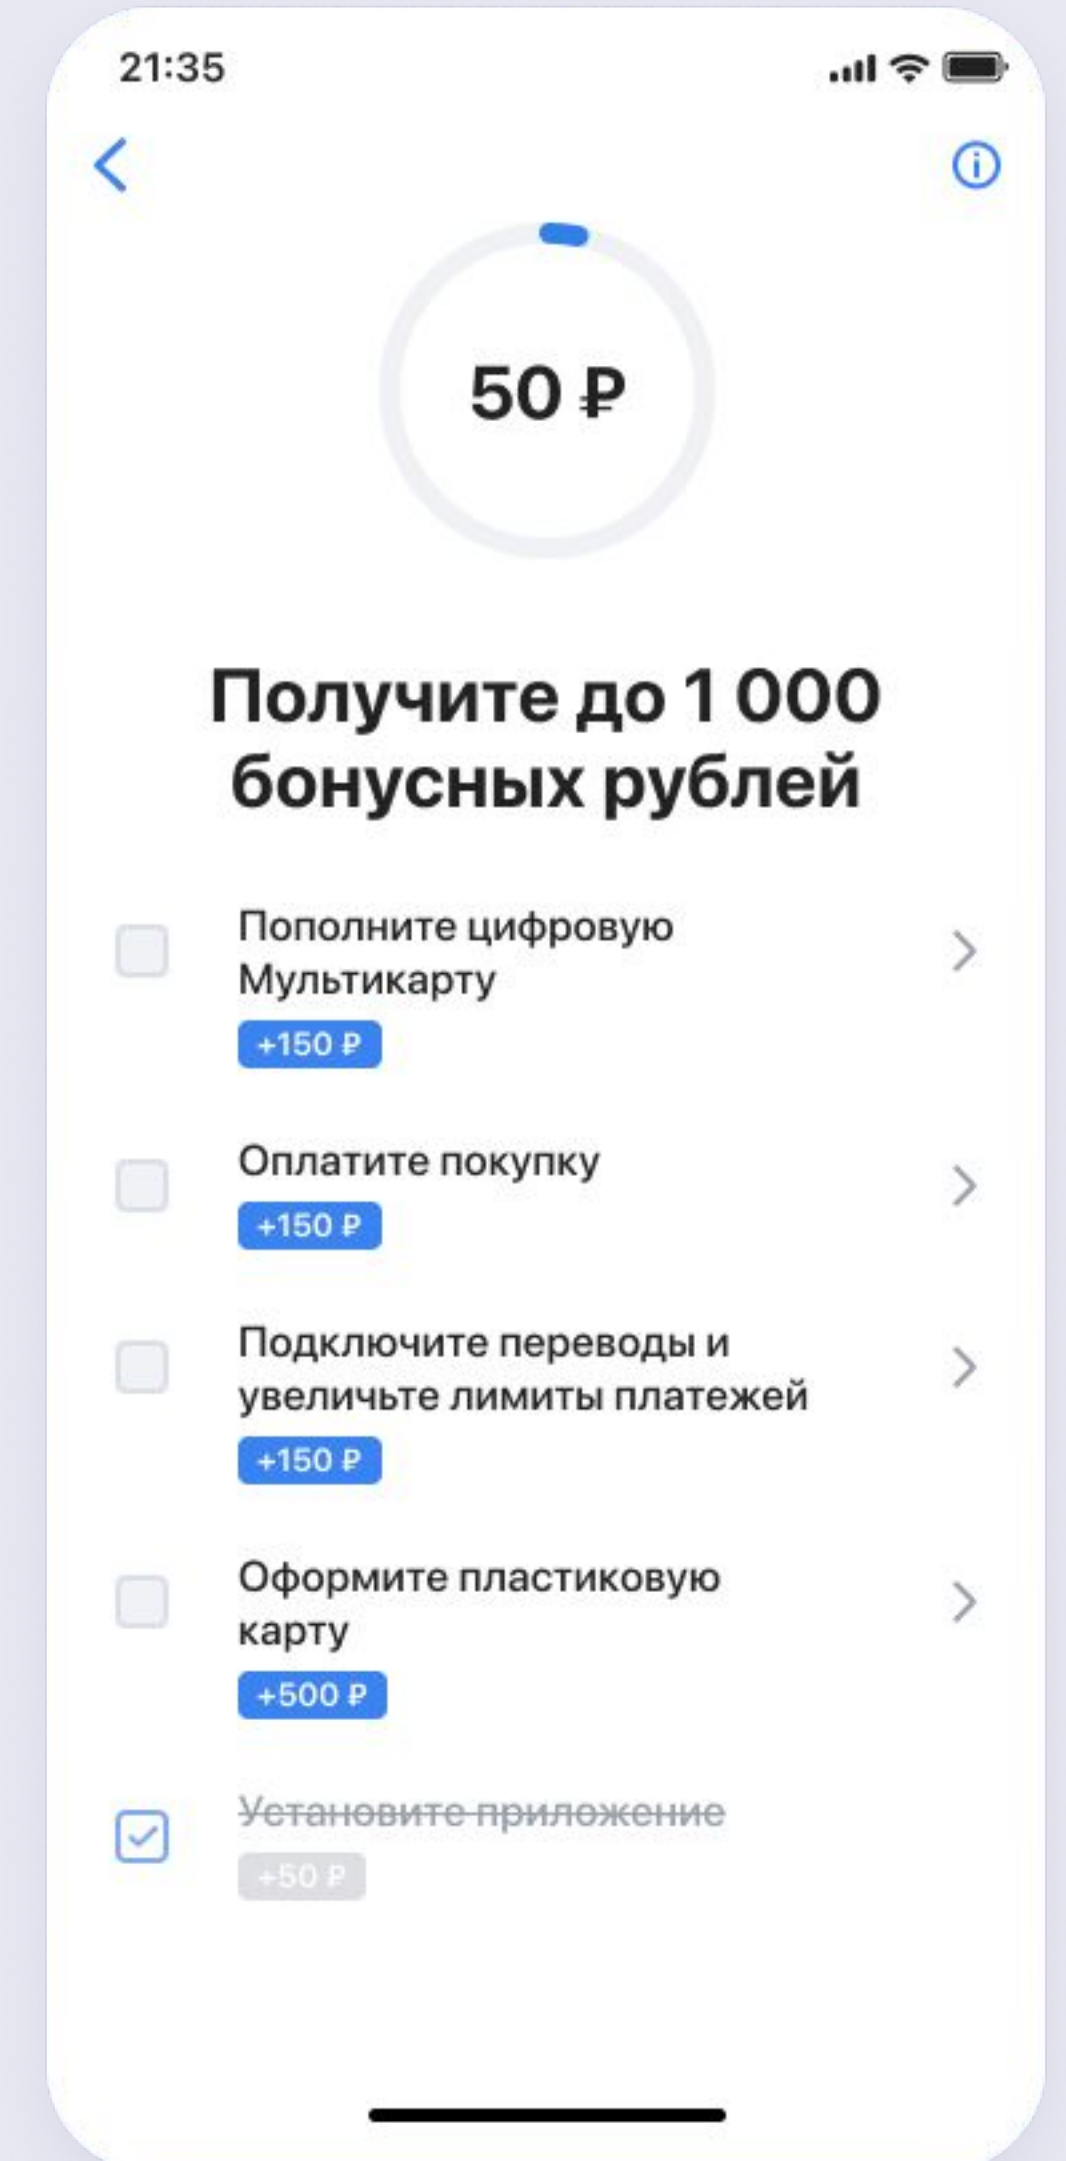 21:35
50 ₽
Получите до 1 000
бонусных рублей
Пополните цифровую
Мультикарту
+150 ₽
Оплатите покупку
+150 ₽
Подключите переводы и
увеличьте лимиты платежей
+150 ₽
Оформите пластиковую
карту
+500 ₽
Установите приложение
+50 ₽